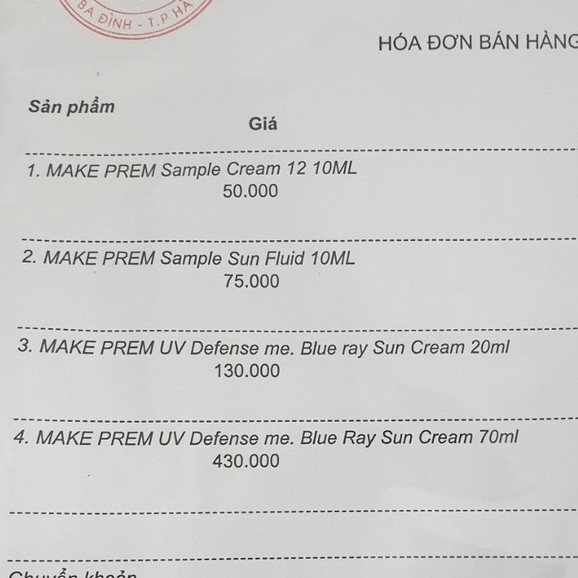 BA ĐÌNH - T.P HÀ
HÓA ĐƠN BÁN HÀNG
Sản phẩm
Giá
1. MAKE PREM Sample Cream 12 10ML
50.000
2. MAKE PREM Sample Sun Fluid 10ML
75.000
3. MAKE PREM UV Defense me. Blue ray Sun Cream 20ml
130.000
4. MAKE PREM UV Defense me. Blue Ray Sun Cream 70ml
430.000
Chuyển khoản